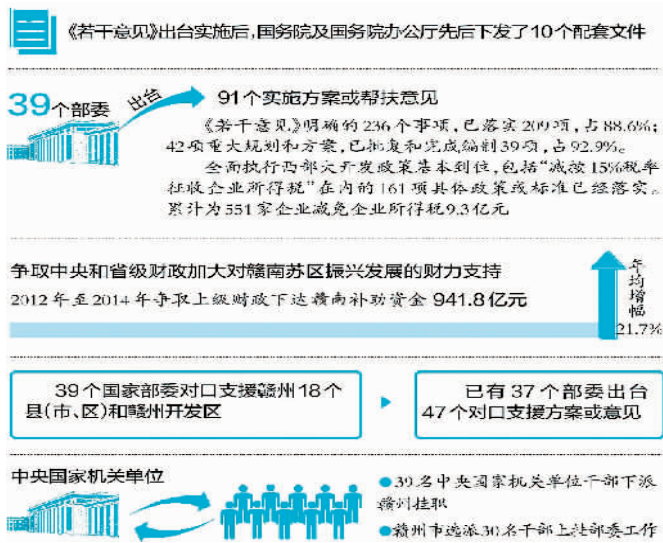 《若干意见》出台实施后，国务院及国务院办公厅先后下发了10个配套文件
39个部委
出台
91个实施方案或帮扶意见
《若干意见》明确的236个事项，已落实209项，占88.6%；
42项重大规划和方案，已批复和完成编制39项，占92.9%。
全面执行西部大开发政策基本到位，包括“减按15%税率
征收企业所得税”在内的161项具体政策或标准已经落实。
累计为551家企业减免企业所得税9.3亿元
争取中央和省级财政加大对赣南苏区振兴发展的财力支持
2012年至2014年争取上级财政下达赣南补助资金941.8亿元
年均增幅
21.7%
39个国家部委对口支援赣州18个
县（市、区）和赣州开发区
已有37个部委出台
47个对口支援方案或意见
中央国家机关单位
●39名中央国家机关单位干部下派
赣州挂职
●赣州市选派30名干部上挂部委工作